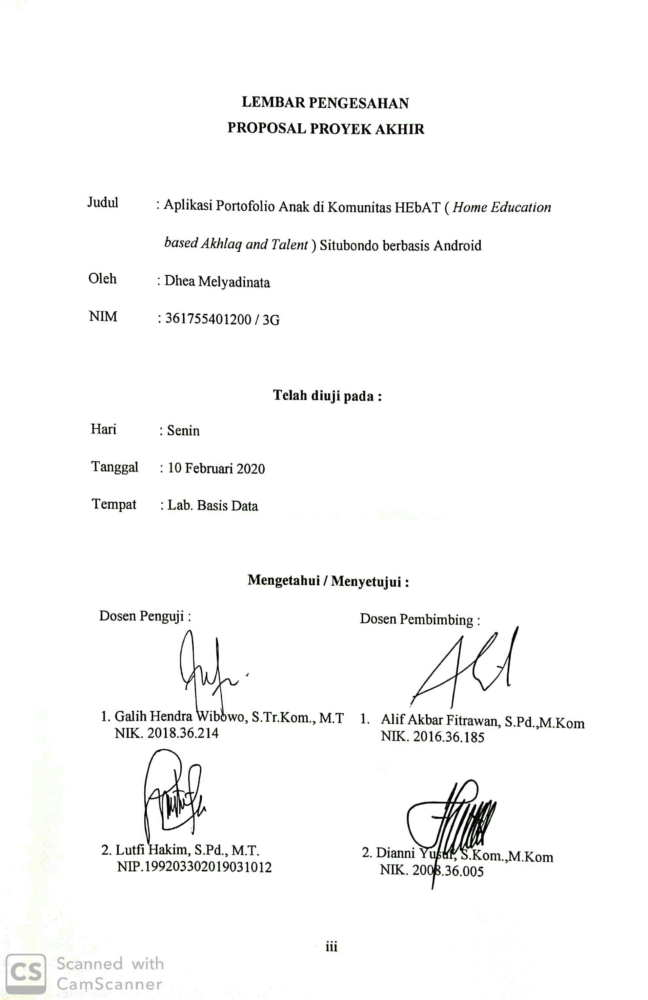 LEMBAR PENGESAHAN
PROPOSAL PROYEK AKHIR
Judul : Aplikasi Portofolio Anak di Komunitas HEbAT ( Home Education
based Akhlaq and Talent ) Situbondo berbasis Android
Oleh : Dhea Melyadinata
NIM : 361755401200 / 3G
Telah diuji pada :
Hari : Senin
Tanggal : 10 Februari 2020
Tempat : Lab. Basis Data
Mengetahui / Menyetujui :
Dosen Penguji :
1. Galih Hendra Wibowo, S.Tr.Kom., M.T
NIK. 2018.36.214
2. Lutfi Hakim, S.Pd., M.T.
NIP.199203302019031012
Dosen Pembimbing :
1. Alif Akbar Fitrawan, S.Pd.,M.Kom
NIK. 2016.36.185
2. Dianni Yusuf, S.Kom.,M.Kom
NIK. 2008.36.005
iii
CS
Scanned with
CamScanner